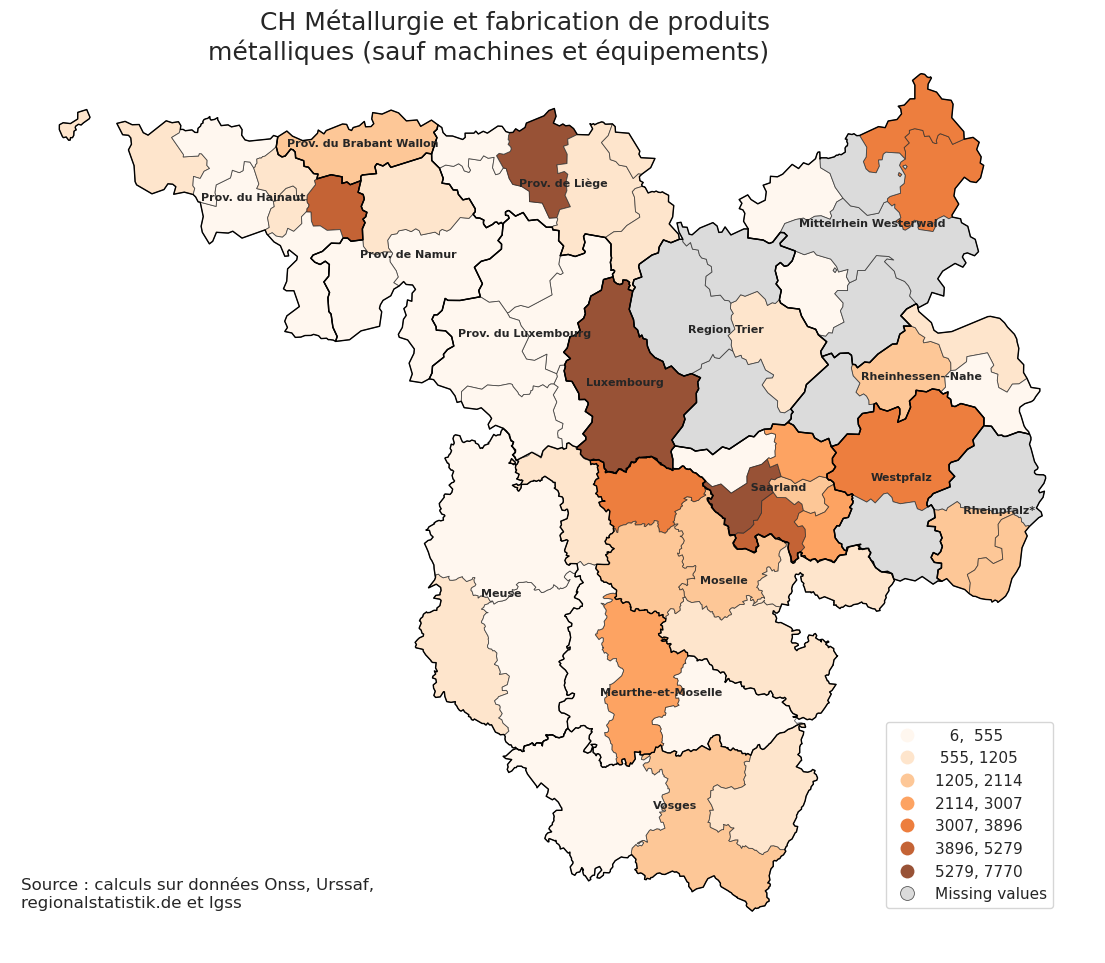 CH Métallurgie et fabrication de produits
métalliques (sauf machines et équipements)
Prov. du Brabant Wallon
Prov. de Liège
Prov. du Hainaut
Mittelrhein Westerwald
Prov. de Namur
Region Trier
Prov. du Luxembourg
Rheinhessen--Nahe
Luxembourg
Westpfalz
Saarland
Rheinpfalz*
Moselle
Meuse
Meurthe-et-Moselle
Vosges
6, 555
555, 1205
1205, 2114
2114, 3007
3007, 3896
3896, 5279
5279, 7770
Missing values
Source : calculs sur données Onss, Urssaf,
regionalstatistik.de et Igss